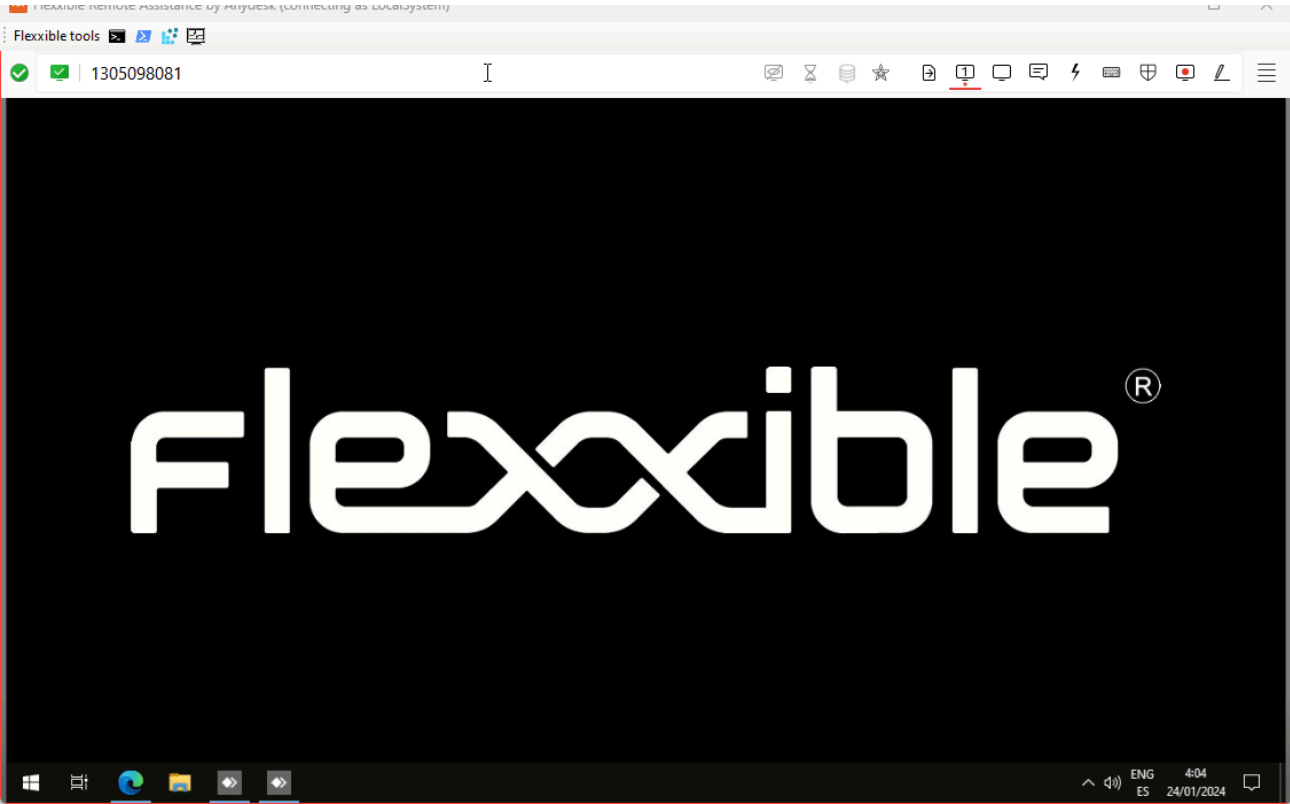 Flexxible Remote Assistance by Anydesk (connecting as LocalSystem)
Flexxible tools
1305098081
1
flexxible®
ENG
ES
4:04
24/01/2024